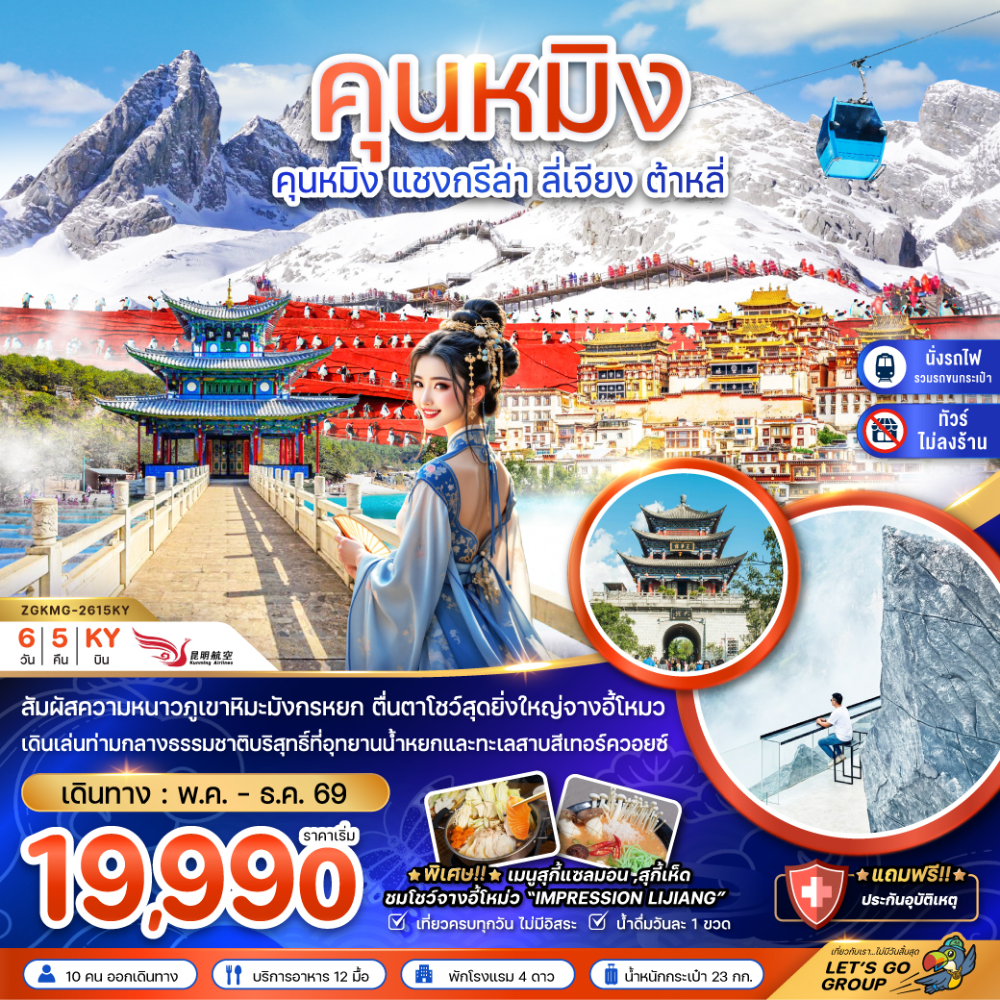 คุนหมิง
คุนหมิง แชงกรีล่า ลี่เจียง ต้าหลี่
นั่งรถไฟ
รวมรถขนกระเป๋า
ทัวร์
ไม่ลงร้าน
ZGKMG-2615KY
6 วัน
5 คืน
KY บิน
昆明航空
Kunming Airlines
สัมผัสความหนาวภูเขาหิมะมังกรหยก ตื่นตาโชว์สุดยิ่งใหญ่จางอี้โหมว
เดินเล่นท่ามกลางธรรมชาติบริสุทธิ์ที่อุทยานน้ำหยกและทะเลสาบสีเทอร์ควอยซ์
เดินทาง : พ.ค. - ธ.ค. 69
ราคาเริ่ม
19,990
พิเศษ!! เมนูสุกี้แซลมอน ,สุกี้เห็ด
ชมโชว์จางอี้โหม่ว “IMPRESSION LIJIANG”
เที่ยวครบทุกวัน ไม่มีอิสระ น้ำดื่มวันละ 1 ขวด
แถมฟรี!!
ประกันอุบัติเหตุ
10 คน ออกเดินทาง
บริการอาหาร 12 มื้อ
พักโรงแรม 4 ดาว
น้ำหนักกระเป๋า 23 กก.
เที่ยวกับเรา...ไม่มีวันสิ้นสุด
LET'S GO
GROUP